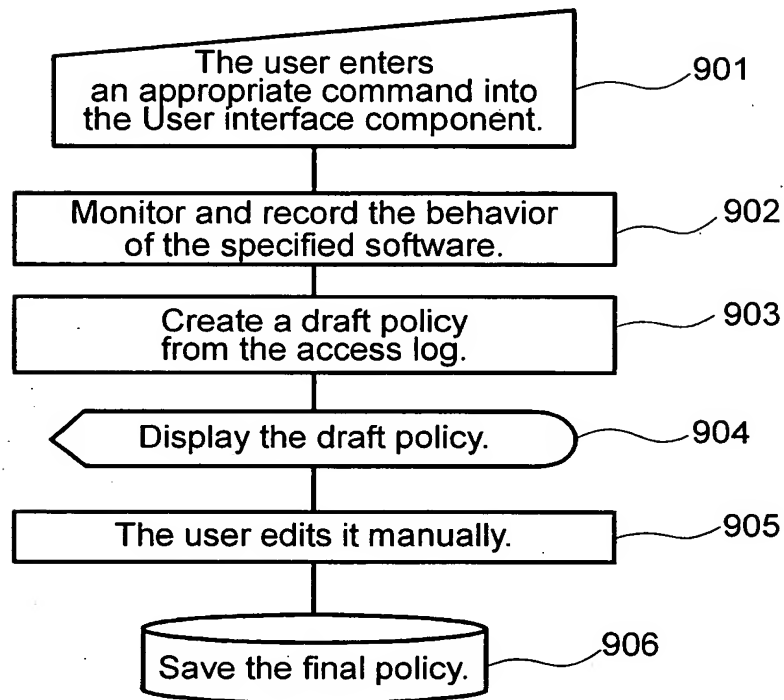 The user enters
an appropriate command into
the User interface component.
901
Monitor and record the behavior
of the specified software.
902
Create a draft policy
from the access log.
903
Display the draft policy.
904
The user edits it manually.
905
Save the final policy.
906